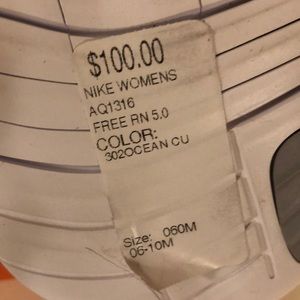 $100.00
NIKE WOMENS
AQ1316
FREE RN 5.0
COLOR:
302OCEAN CU
Size: 060M
06-10M